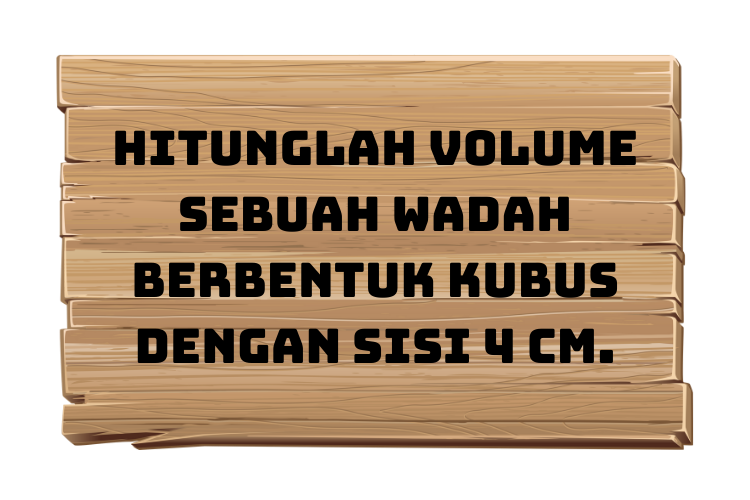 HITUNGLAH VOLUME
SEBUAH WADAH
BERBENTUK KUBUS
DENGAN SISI 4 CM.